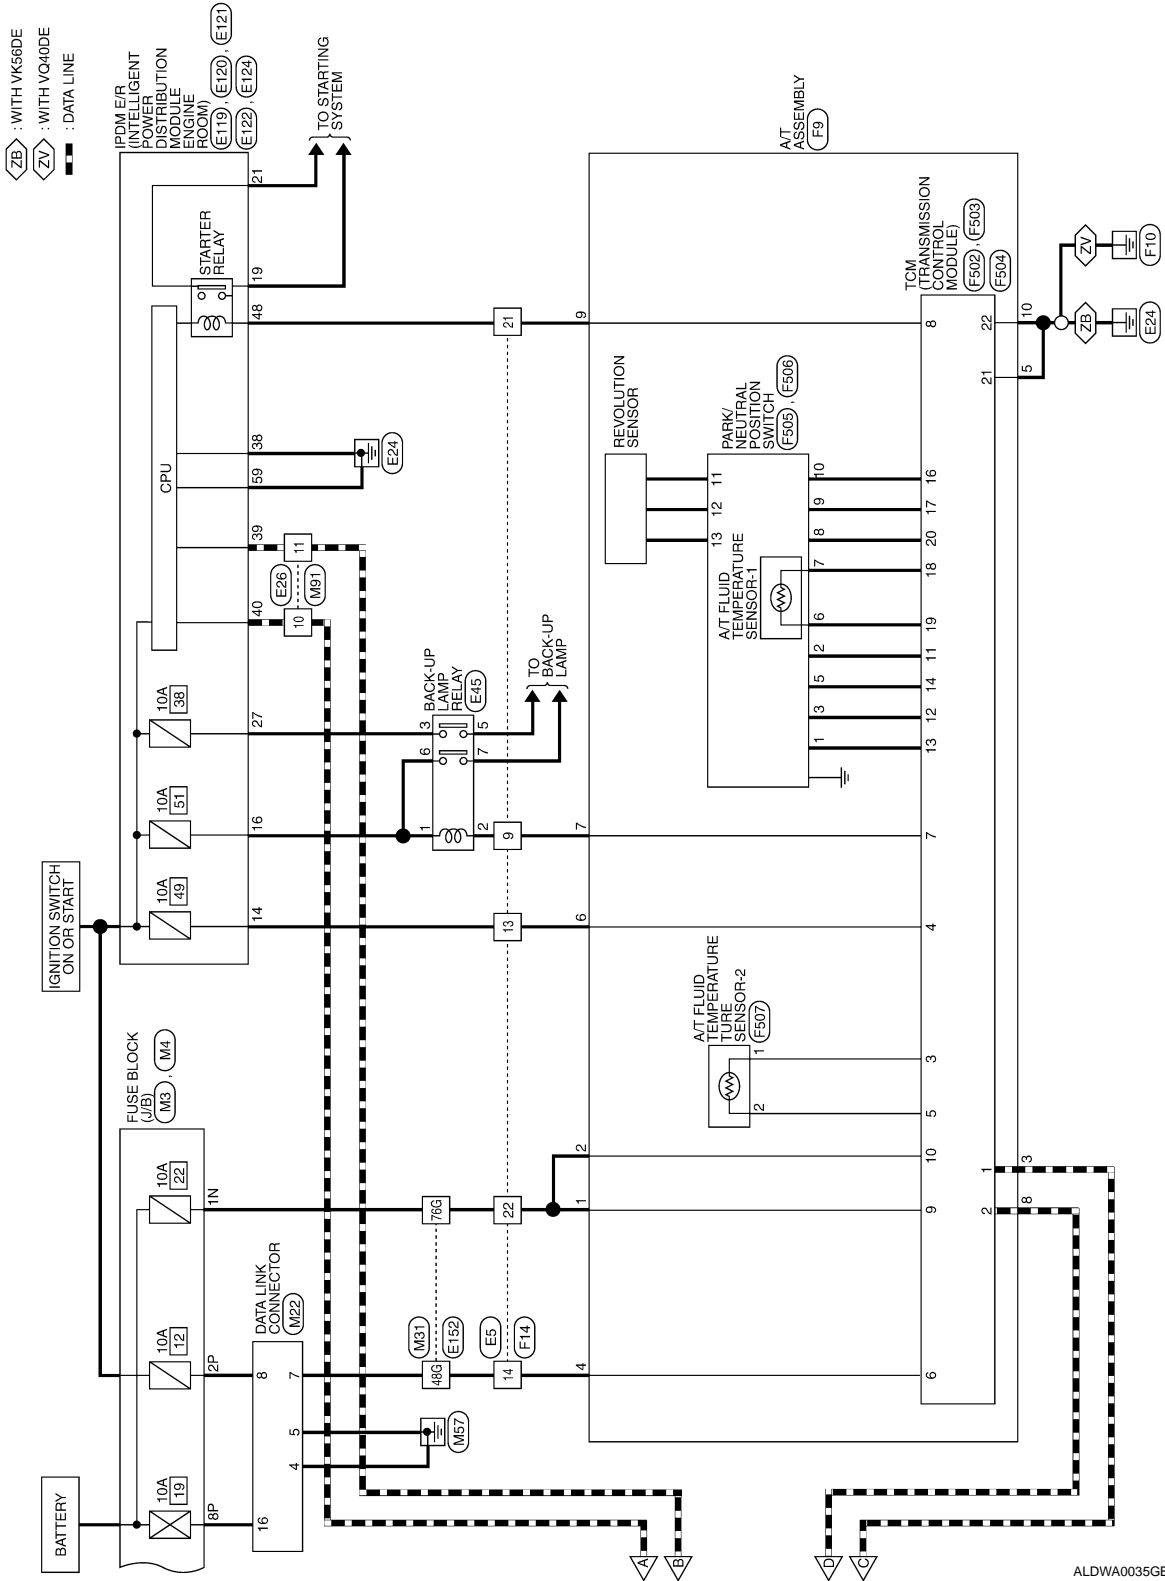 ZB : WITH VK56DE
ZV : WITH VQ40DE
: DATA LINE
BATTERY
IGNITION SWITCH
ON OR START
FUSE BLOCK
(J/B)
M3 , M4
10A
19
10A
12
10A
22
8P
2P
1N
IPDM E/R
(INTELLIGENT
POWER
DISTRIBUTION
MODULE
ENGINE
ROOM)
E119 , E120 , E121
E122 , E124
10A
49
10A
51
10A
38
CPU
STARTER
RELAY
14
16
27
40
39
59
38
48
19
21
TO STARTING
SYSTEM
DATA LINK
CONNECTOR
M22
16
8
4
5
7
M57
E26
M91
10
11
E24
BACK-UP
LAMP
RELAY
E45
1
6
3
2
7
5
TO
BACK-UP
LAMP
M31
E152
48G
76G
E5
F14
14
22
13
9
21
4
1
2
6
7
9
A/T
ASSEMBLY
F9
A/T FLUID
TEMPERATURE
TURE
SENSOR-2
F507
2
1
REVOLUTION
SENSOR
PARK/
NEUTRAL
POSITION
SWITCH
F505 , F506
13
12
11
A/T FLUID
TEMPERATURE
SENSOR-1
1
3
5
2
6
7
8
9
10
TCM
(TRANSMISSION
CONTROL
MODULE)
F502 , F503
F504
6
9
10
5
3
4
7
13
12
14
11
19
18
20
17
16
8
2
1
21
22
8
3
5
10
ZB
ZV
E24
F10
A
B
D
C
ALDWA0035GE